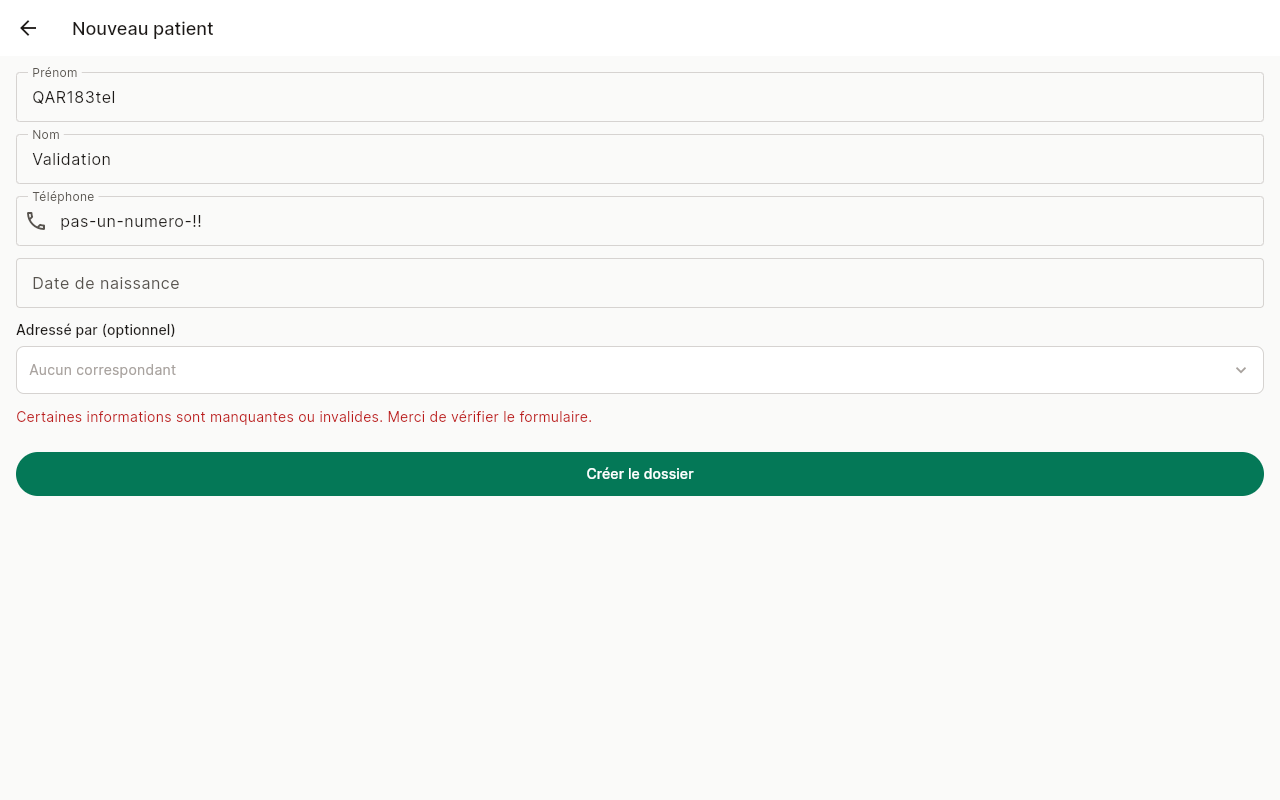 Nouveau patient
Prénom
QAR183tel
Nom
Validation
Téléphone
pas-un-numero-!!
Date de naissance
Adressé par (optionnel)
Aucun correspondant
Certaines informations sont manquantes ou invalides. Merci de vérifier le formulaire.
Créer le dossier